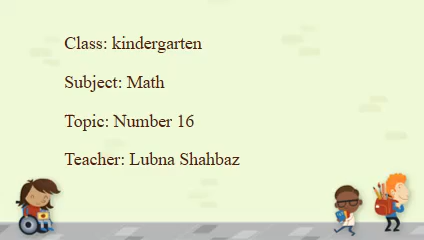 Class: kindergarten
Subject: Math
Topic: Number 16
Teacher: Lubna Shahbaz